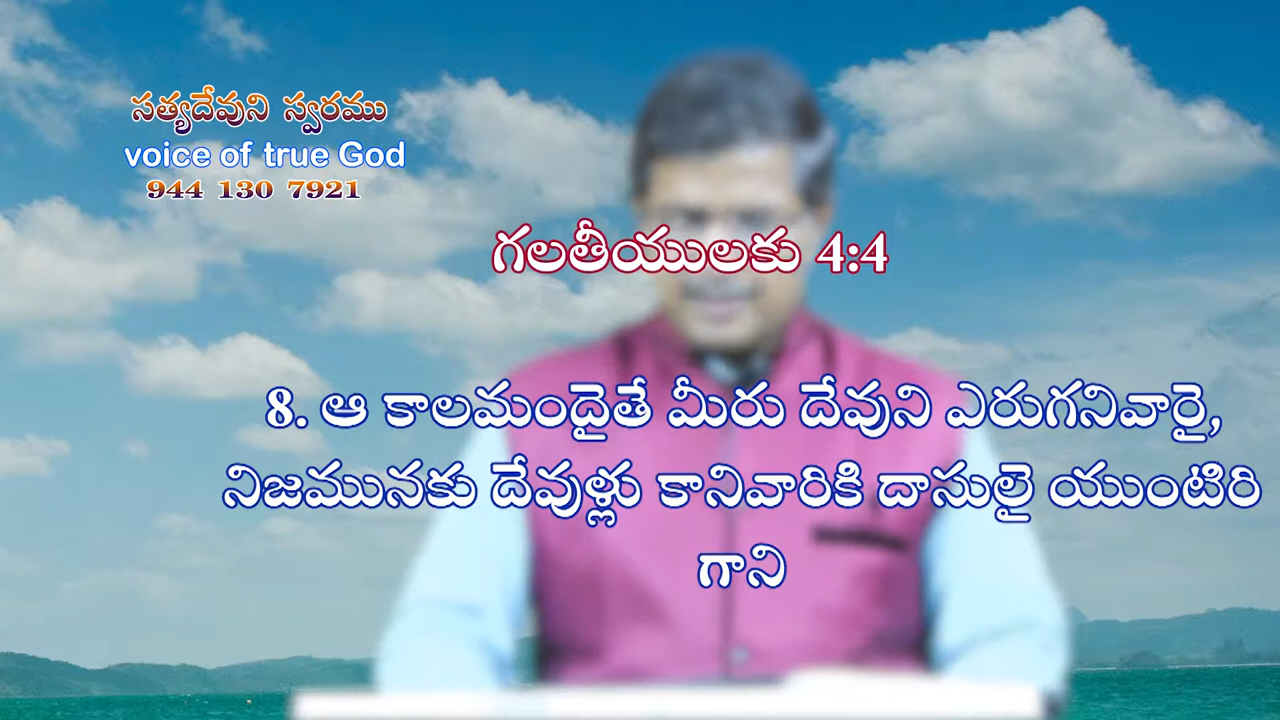 సత్యదేవుని స్వరము
voice of true God
944 130 7921
గలతీయులకు 4:4
8. ఆ కాలమందైతే మీరు దేవుని ఎరుగనివారై,
నిజమునకు దేవుళ్లు కానివారికి దాసులై యుంటిరి
గాని